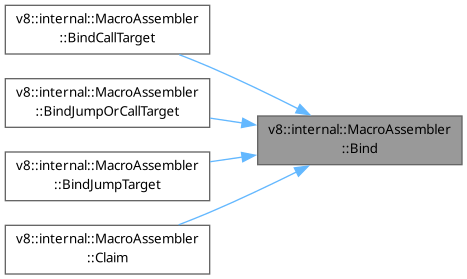 v8::internal::MacroAssembler
::BindCallTarget
v8::internal::MacroAssembler
::BindJumpOrCallTarget
v8::internal::MacroAssembler
::Bind
v8::internal::MacroAssembler
::BindJumpTarget
v8::internal::MacroAssembler
::Claim